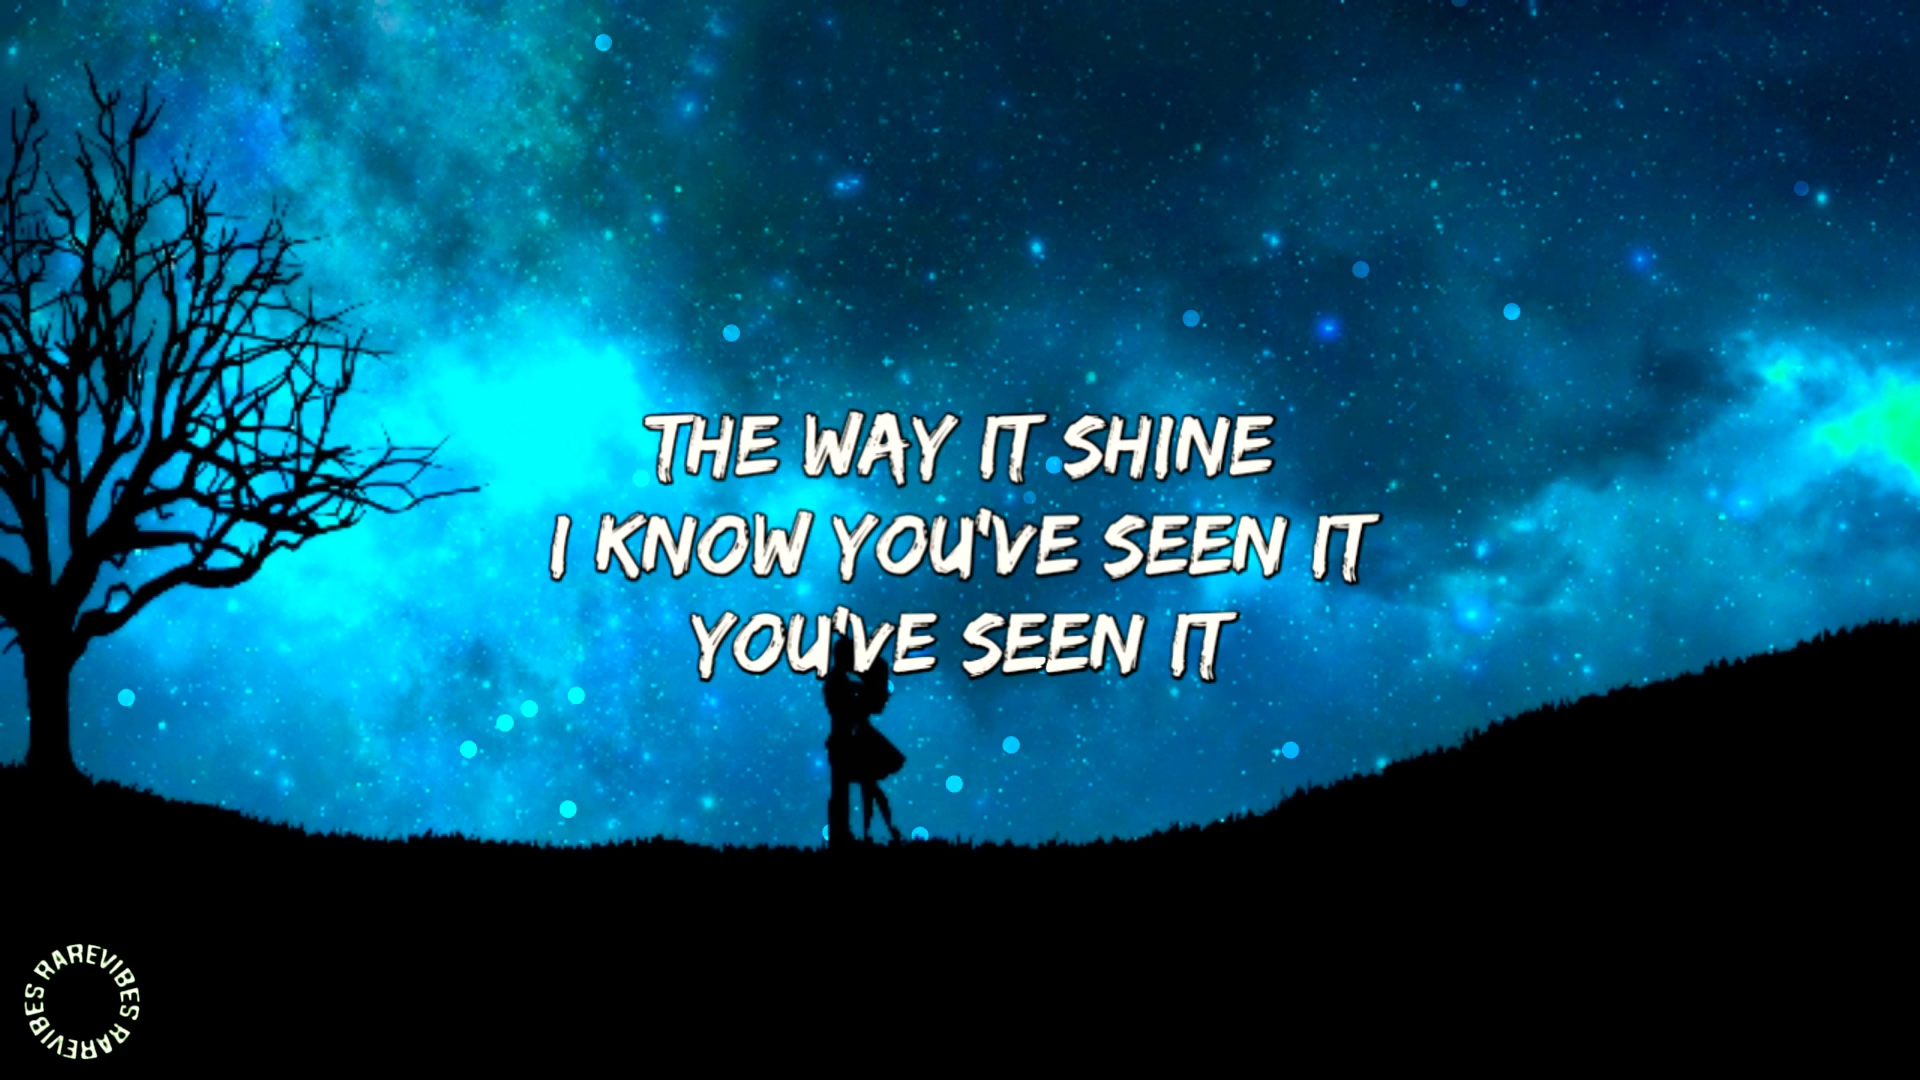 THE WAY IT SHINE
I KNOW YOU'VE SEEN IT
YOU'VE SEEN IT
RAREVIBES RAREVIBES